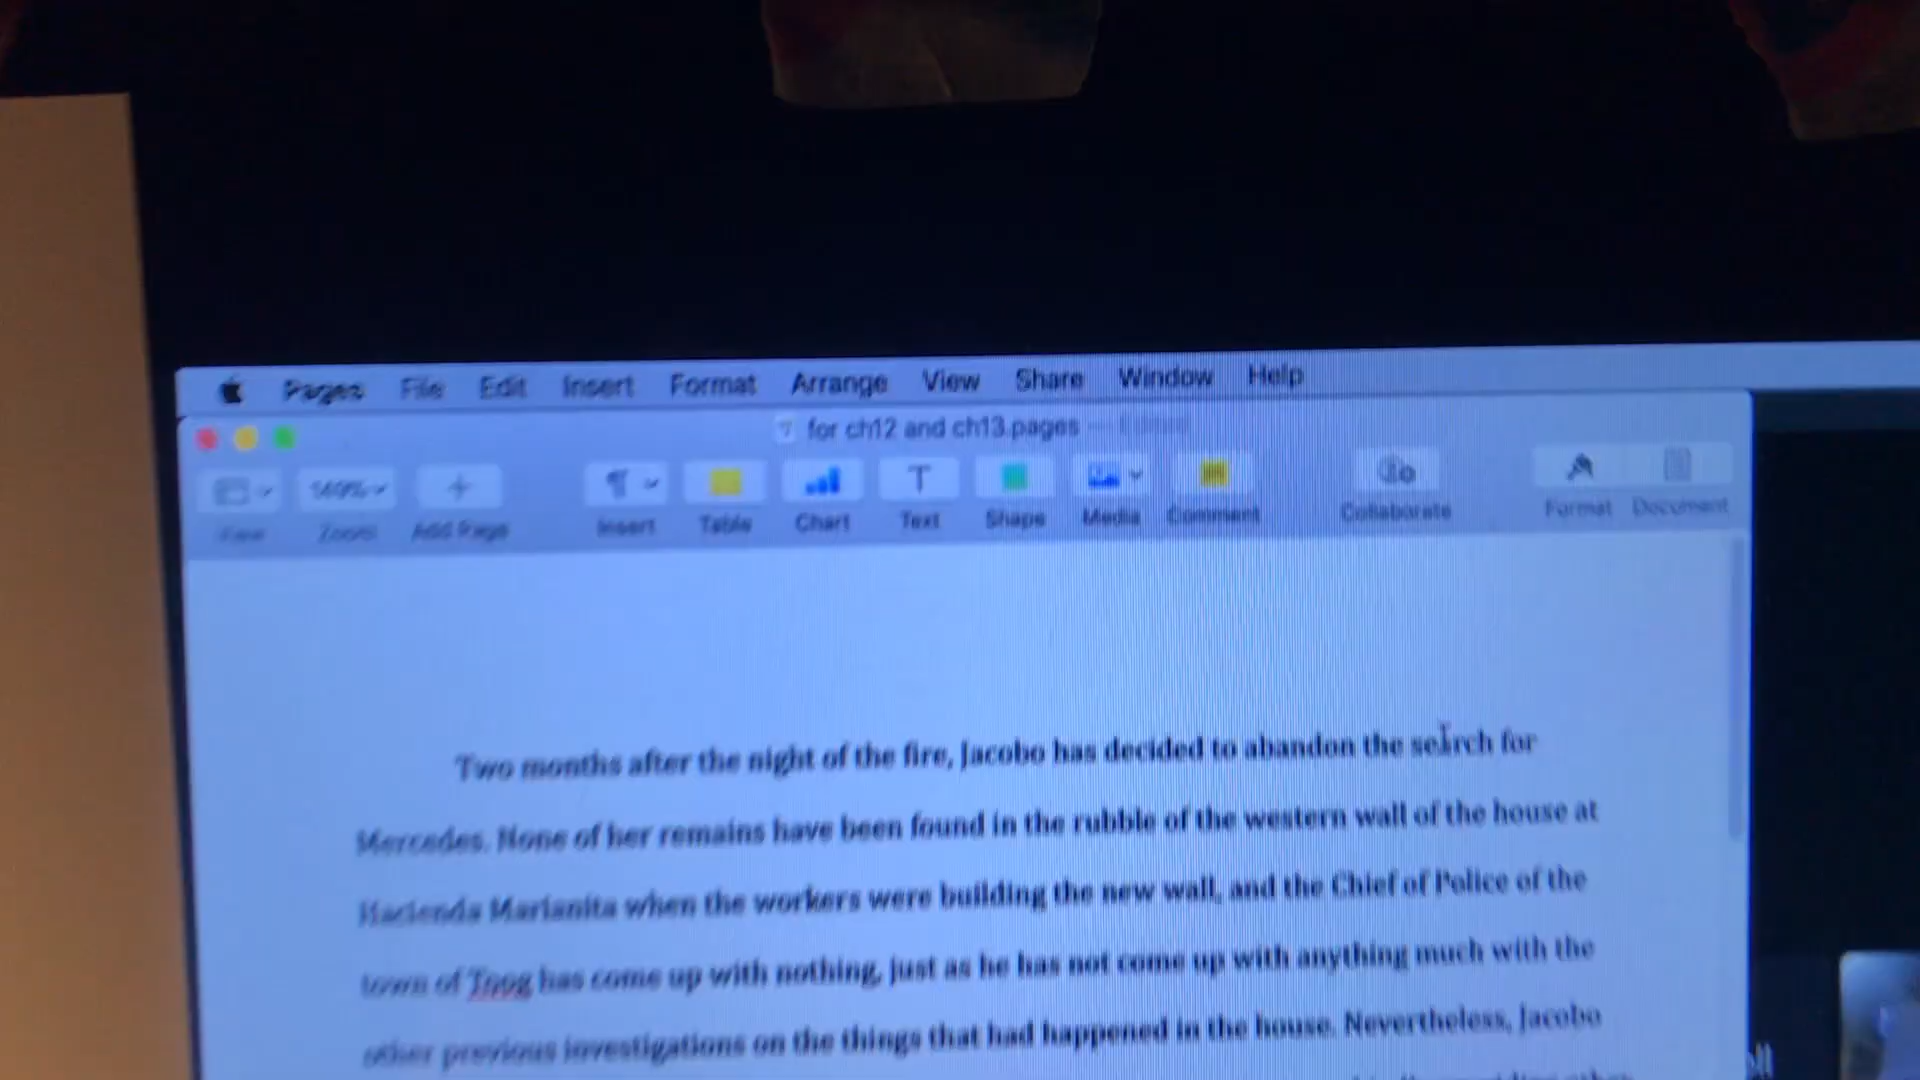 Pages File Edit Insert Format Arrange View Share Window Help
for ch12 and ch13.pages — Edited
View Zoom Add Page Insert Table Chart Text Shape Media Comment Collaborate Format Document
Two months after the night of the fire, Jacobo has decided to abandon the search for
Mercedes. None of her remains have been found in the rubble of the western wall of the house at
Hacienda Marianita when the workers were building the new wall, and the Chief of Police of the
town of Toog has come up with nothing, just as he has not come up with anything much with the
other previous investigations on the things that had happened in the house. Nevertheless, Jacobo